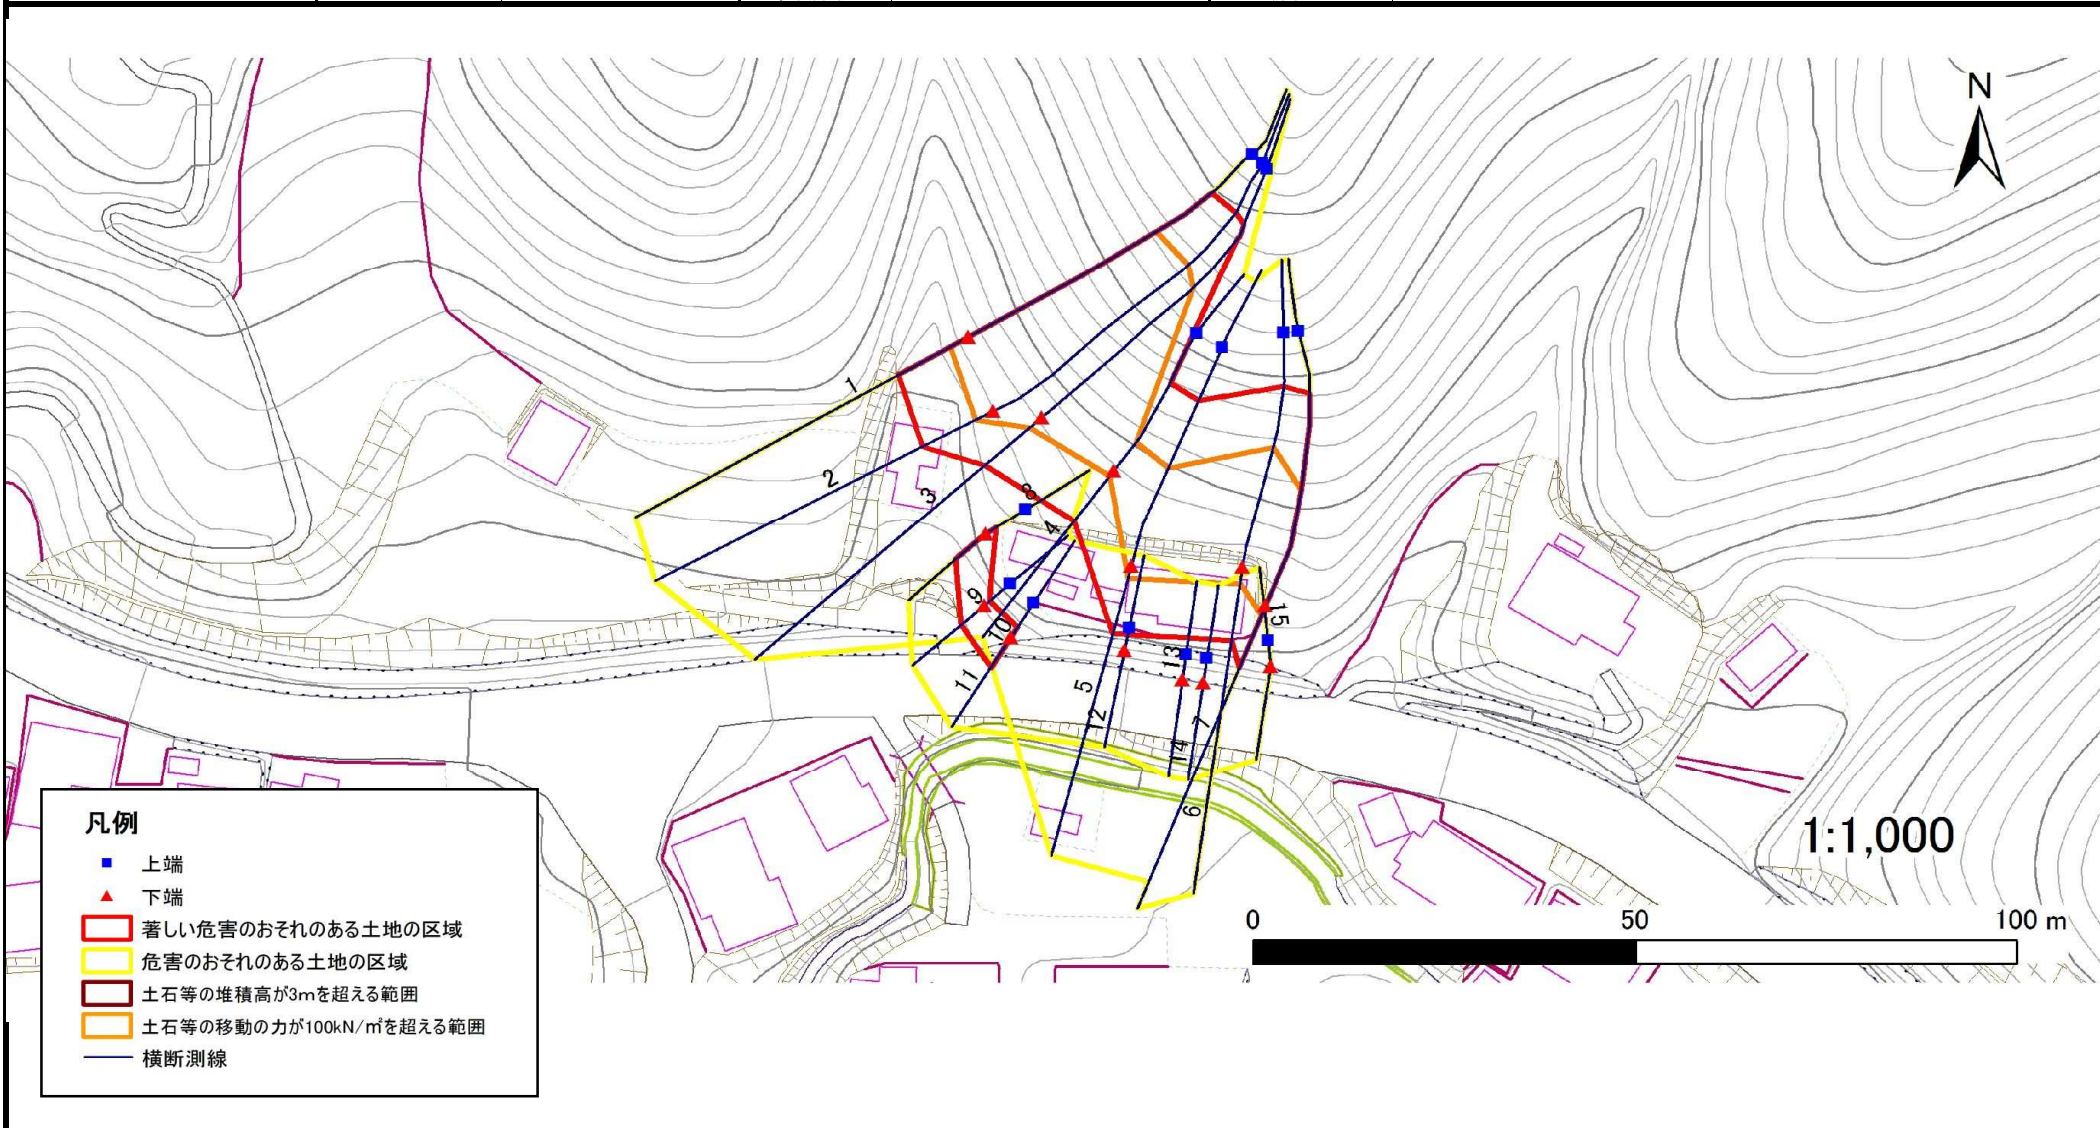 N
1
2
3
8
4
9
10
11
15
13
5
12
7
14
6
1:1,000
0 50 100 m
凡例
上端
下端
著しい危害のおそれのある土地の区域
危害のおそれのある土地の区域
土石等の堆積高が3mを超える範囲
土石等の移動の力が100kN/㎡を超える範囲
横断測線